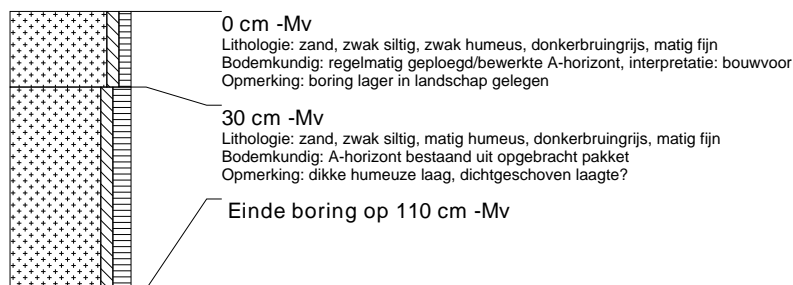 0 cm -Mv
Lithologie: zand, zwak siltig, zwak humeus, donkerbruingrijs, matig fijn
Bodemkundig: regelmatig geploegd/bewerkte A-horizont, interpretatie: bouwvoor
Opmerking: boring lager in landschap gelegen
30 cm -Mv
Lithologie: zand, zwak siltig, matig humeus, donkerbruingrijs, matig fijn
Bodemkundig: A-horizont bestaand uit opgebracht pakket
Opmerking: dikke humeuze laag, dichtgeschoven laagte?
Einde boring op 110 cm -Mv